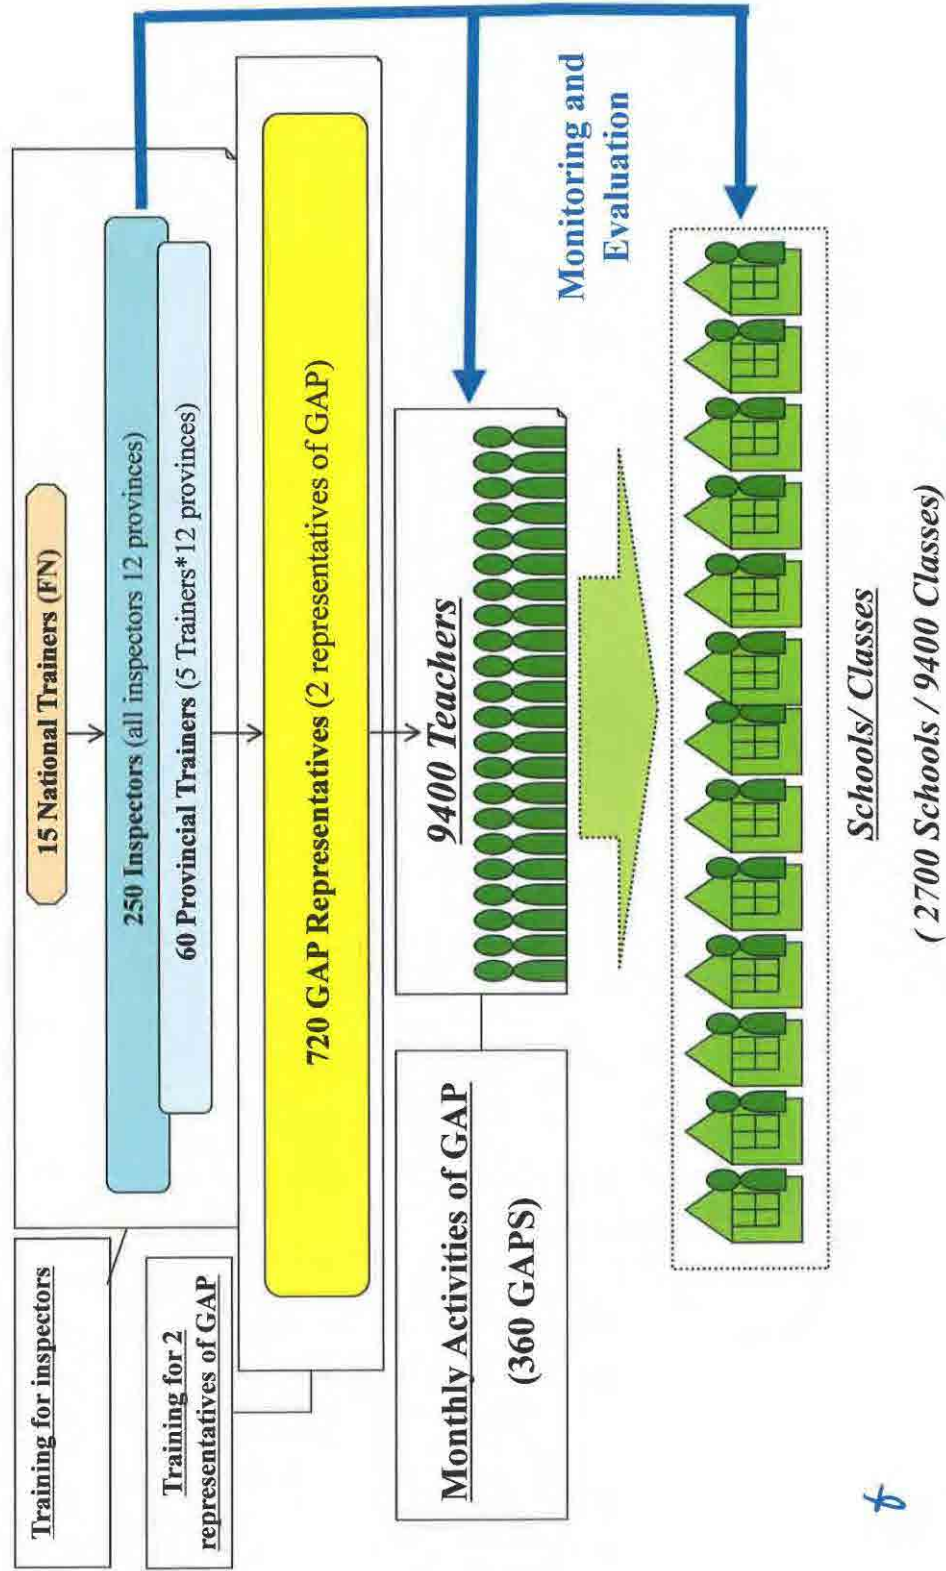 Training for inspectors
15 National Trainers (FN)
250 Inspectors (all inspectors 12 provinces)
60 Provincial Trainers (5 Trainers*12 provinces)
Training for 2
representatives of GAP
720 GAP Representatives (2 representatives of GAP)
Monthly Activities of GAP
(360 GAPS)
9400 Teachers
Monitoring and
Evaluation
Schools/ Classes
( 2700 Schools / 9400 Classes)